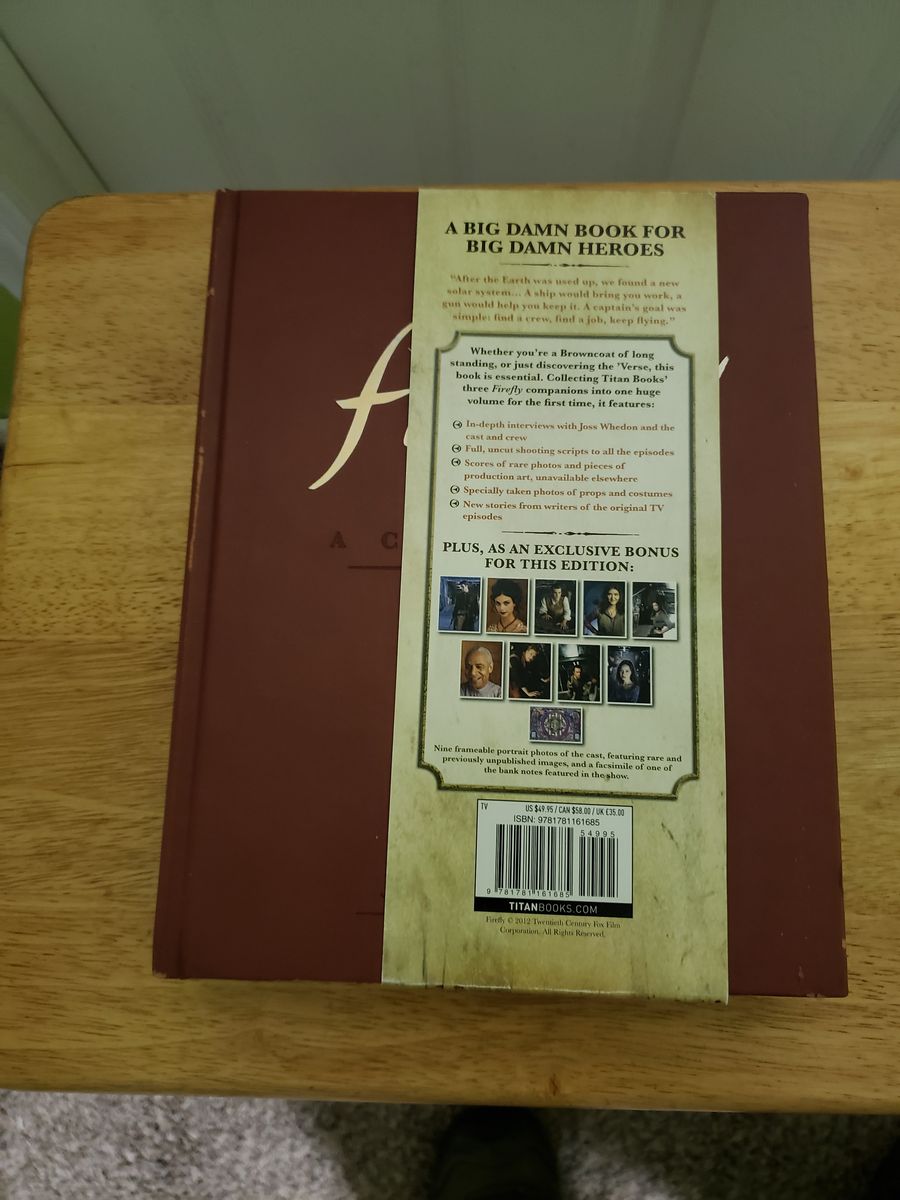 A BIG DAMN BOOK FOR
BIG DAMN HEROES
"After the Earth was used up, we found a new
solar system... A ship would bring you work, a
gun would help you keep it. A captain's goal was
simple: find a crew, find a job, keep flying."
Whether you're a Browncoat of long
standing, or just discovering the 'Verse, this
book is essential. Collecting Titan Books'
three Firefly companions into one huge
volume for the first time, it features:
In-depth interviews with Joss Whedon and the
cast and crew
Full, uncut shooting scripts to all the episodes
Scores of rare photos and pieces of
production art, unavailable elsewhere
Specially taken photos of props and costumes
New stories from writers of the original TV
episodes
PLUS, AS AN EXCLUSIVE BONUS
FOR THIS EDITION:
Nine frameable portrait photos of the cast, featuring rare and
previously unpublished images, and a facsimile of one of
the bank notes featured in the show.
TV US $49.95 / CAN $58.00 / UK £35.00
ISBN: 9781781161685
54995
9 781781 161685
TITANBOOKS.COM
Firefly © 2012 Twentieth Century Fox Film
Corporation. All Rights Reserved.
A C